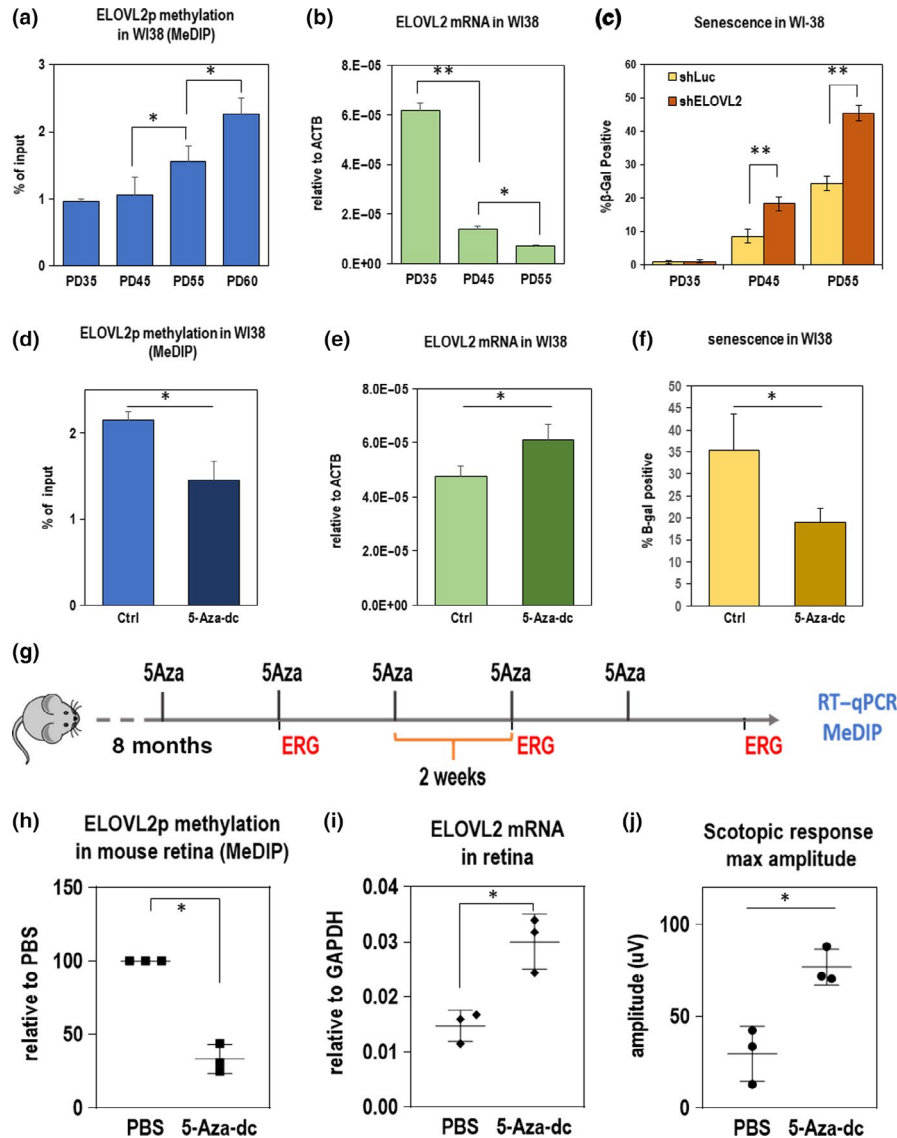 (a)
ELOVL2p methylation
in WI38 (MeDIP)
% of input
3
2
1
0
*
*
PD35 PD45 PD55 PD60
(b)
ELOVL2 mRNA in WI38
relative to ACTB
8.E-05
6.E-05
4.E-05
2.E-05
0.E+00
**
*
PD35 PD45 PD55
(c)
Senescence in WI-38
%β-Gal Positive
60
50
40
30
20
10
0
shLuc
shELOVL2
**
**
PD35 PD45 PD55
(d)
ELOVL2p methylation in WI38
(MeDIP)
% of input
2
1
0
*
Ctrl 5-Aza-dc
(e)
ELOVL2 mRNA in WI38
relative to ACTB
8.0E-05
6.0E-05
4.0E-05
2.0E-05
0.0E+00
*
Ctrl 5-Aza-dc
(f)
senescence in WI38
% B-gal positive
50
45
40
35
30
25
20
15
10
5
0
*
Ctrl 5-Aza-dc
(g)
5Aza 5Aza 5Aza 5Aza 5Aza
8 months
ERG ERG ERG
2 weeks
RT–qPCR
MeDIP
(h)
ELOVL2p methylation
in mouse retina (MeDIP)
relative to PBS
150
100
50
0
*
PBS 5-Aza-dc
(i)
ELOVL2 mRNA
in retina
relative to GAPDH
0.04
0.03
0.02
0.01
0.00
*
PBS 5-Aza-dc
(j)
Scotopic response
max amplitude
amplitude (uV)
100
50
0
*
PBS 5-Aza-dc